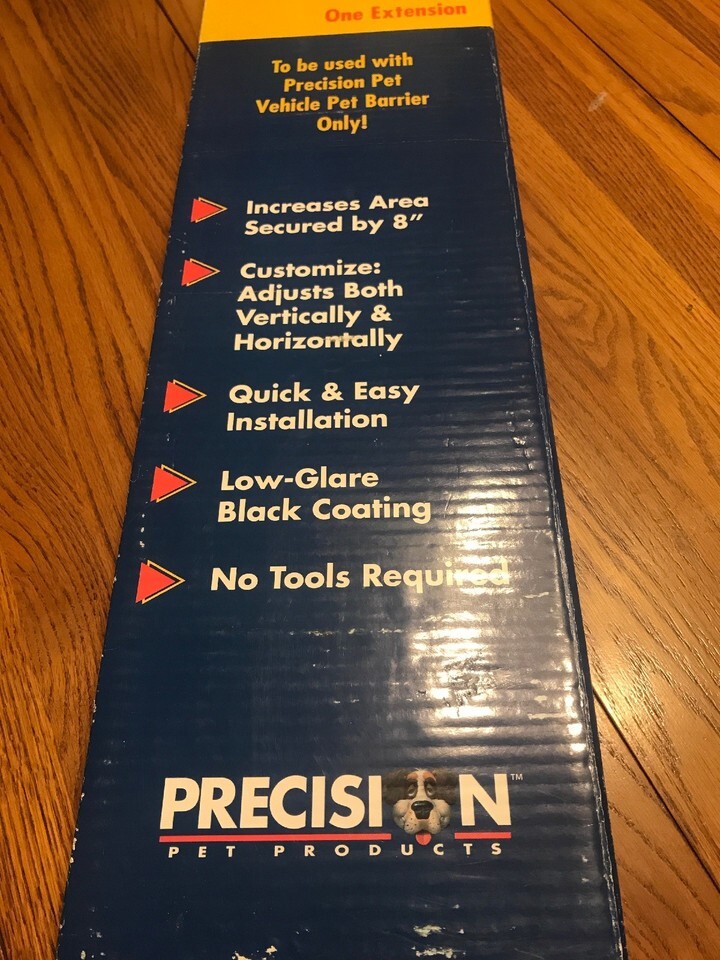 One Extension
To be used with
Precision Pet
Vehicle Pet Barrier
Only!
Increases Area
Secured by 8”
Customize:
Adjusts Both
Vertically &
Horizontally
Quick & Easy
Installation
Low-Glare
Black Coating
No Tools Required
PRECISION™
PET PRODUCTS